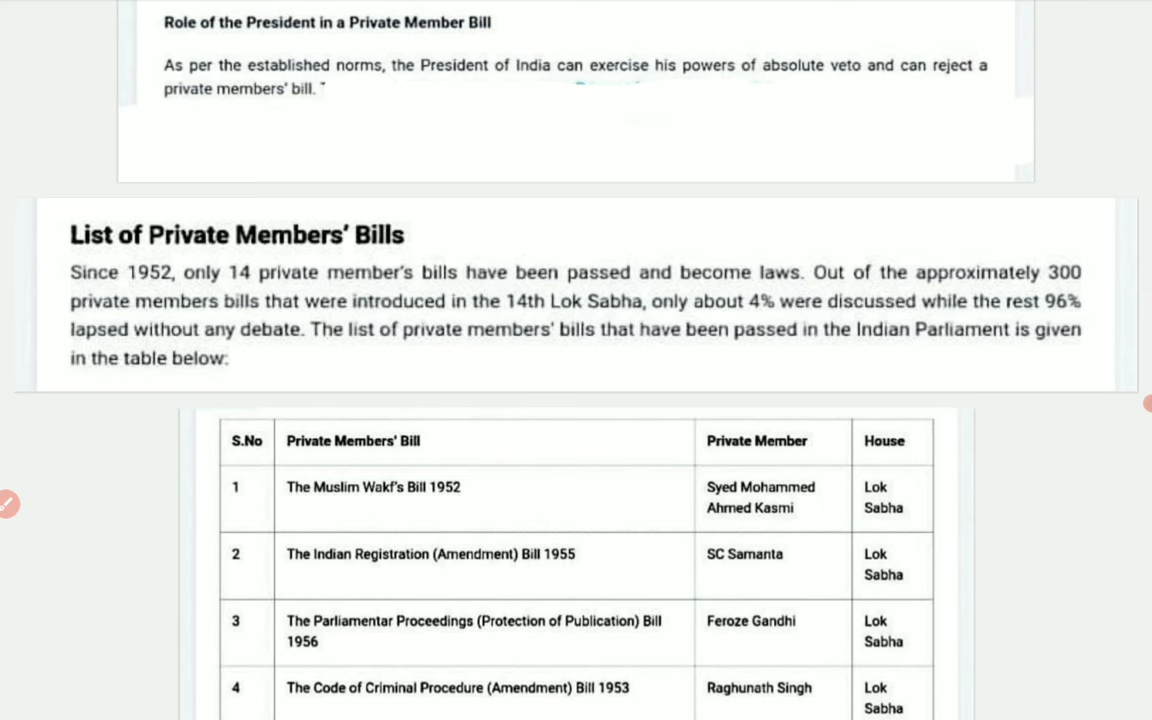 Role of the President in a Private Member Bill
As per the established norms, the President of India can exercise his powers of absolute veto and can reject a
private members' bill. "
List of Private Members' Bills
Since 1952, only 14 private member's bills have been passed and become laws. Out of the approximately 300
private members bills that were introduced in the 14th Lok Sabha, only about 4% were discussed while the rest 96%
lapsed without any debate. The list of private members' bills that have been passed in the Indian Parliament is given
in the table below:
S.No Private Members' Bill Private Member House
1 The Muslim Wakf's Bill 1952 Syed Mohammed Lok
Ahmed Kasmi Sabha
2 The Indian Registration (Amendment) Bill 1955 SC Samanta Lok
Sabha
3 The Parliamentar Proceedings (Protection of Publication) Bill Feroze Gandhi Lok
1956 Sabha
4 The Code of Criminal Procedure (Amendment) Bill 1953 Raghunath Singh Lok
Sabha